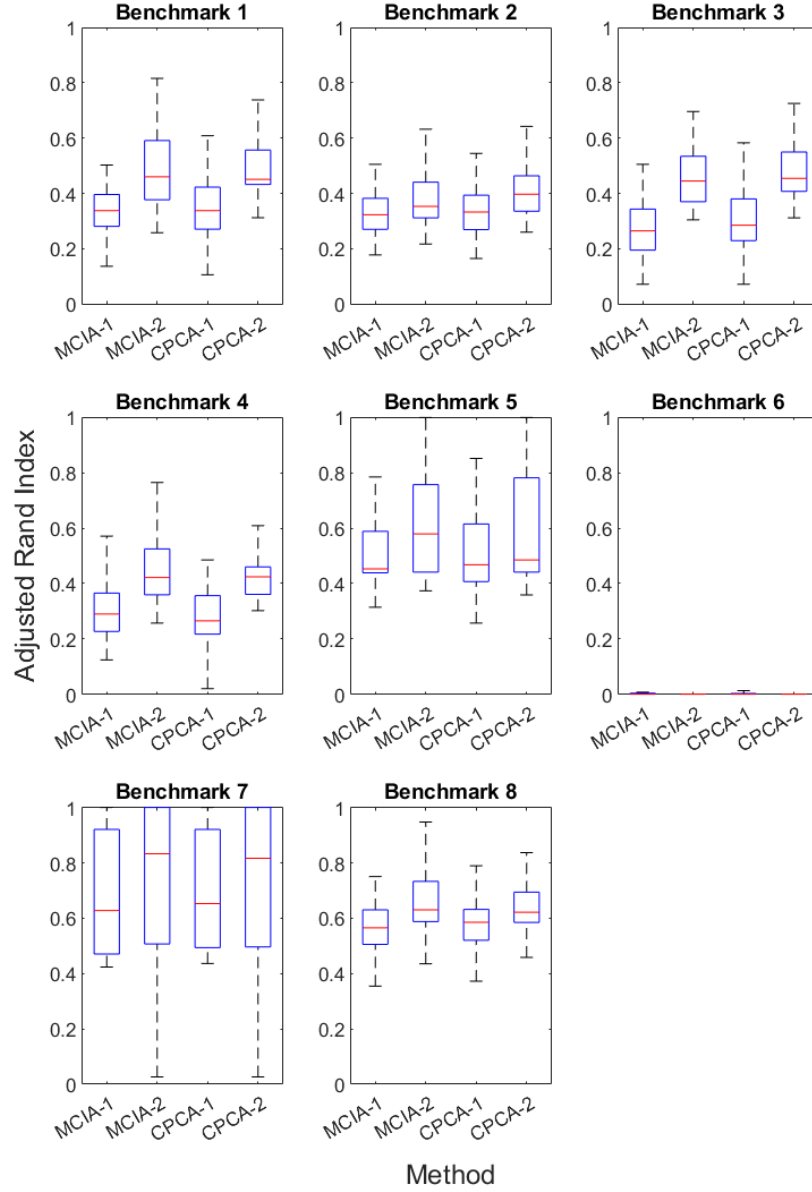 Benchmark 1
1
0.8
0.6
0.4
0.2
0
MCIA-1
MCIA-2
CPCA-1
CPCA-2
Benchmark 2
1
0.8
0.6
0.4
0.2
0
MCIA-1
MCIA-2
CPCA-1
CPCA-2
Benchmark 3
1
0.8
0.6
0.4
0.2
0
MCIA-1
MCIA-2
CPCA-1
CPCA-2
Adjusted Rand Index
Benchmark 4
1
0.8
0.6
0.4
0.2
0
MCIA-1
MCIA-2
CPCA-1
CPCA-2
Benchmark 5
1
0.8
0.6
0.4
0.2
0
MCIA-1
MCIA-2
CPCA-1
CPCA-2
Benchmark 6
1
0.8
0.6
0.4
0.2
0
MCIA-1
MCIA-2
CPCA-1
CPCA-2
Benchmark 7
1
0.8
0.6
0.4
0.2
0
MCIA-1
MCIA-2
CPCA-1
CPCA-2
Benchmark 8
1
0.8
0.6
0.4
0.2
0
MCIA-1
MCIA-2
CPCA-1
CPCA-2
Method